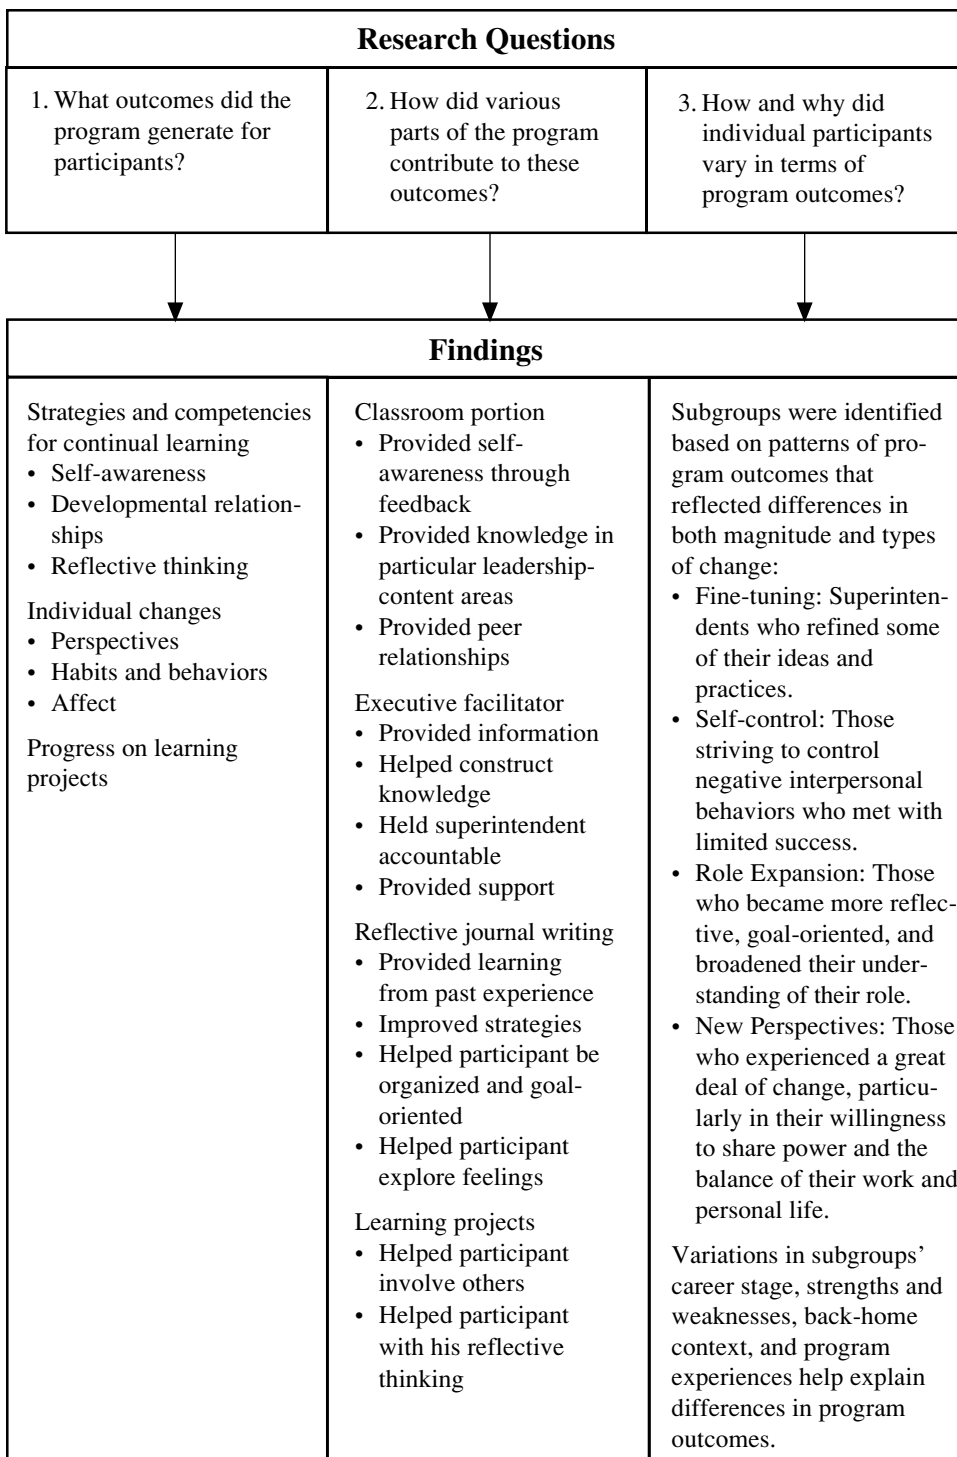 Research Questions
1. What outcomes did the
program generate for
participants?
2. How did various
parts of the program
contribute to these
outcomes?
3. How and why did
individual participants
vary in terms of
program outcomes?
Findings
Strategies and competencies
for continual learning
• Self-awareness
• Developmental relation-
ships
• Reflective thinking
Individual changes
• Perspectives
• Habits and behaviors
• Affect
Progress on learning
projects
Classroom portion
• Provided self-
awareness through
feedback
• Provided knowledge in
particular leadership-
content areas
• Provided peer
relationships
Executive facilitator
• Provided information
• Helped construct
knowledge
• Held superintendent
accountable
• Provided support
Reflective journal writing
• Provided learning
from past experience
• Improved strategies
• Helped participant be
organized and goal-
oriented
• Helped participant
explore feelings
Learning projects
• Helped participant
involve others
• Helped participant
with his reflective
thinking
Subgroups were identified
based on patterns of pro-
gram outcomes that
reflected differences in
both magnitude and types
of change:
• Fine-tuning: Superinten-
dents who refined some
of their ideas and
practices.
• Self-control: Those
striving to control
negative interpersonal
behaviors who met with
limited success.
• Role Expansion: Those
who became more reflec-
tive, goal-oriented, and
broadened their under-
standing of their role.
• New Perspectives: Those
who experienced a great
deal of change, particu-
larly in their willingness
to share power and the
balance of their work and
personal life.
Variations in subgroups’
career stage, strengths and
weaknesses, back-home
context, and program
experiences help explain
differences in program
outcomes.